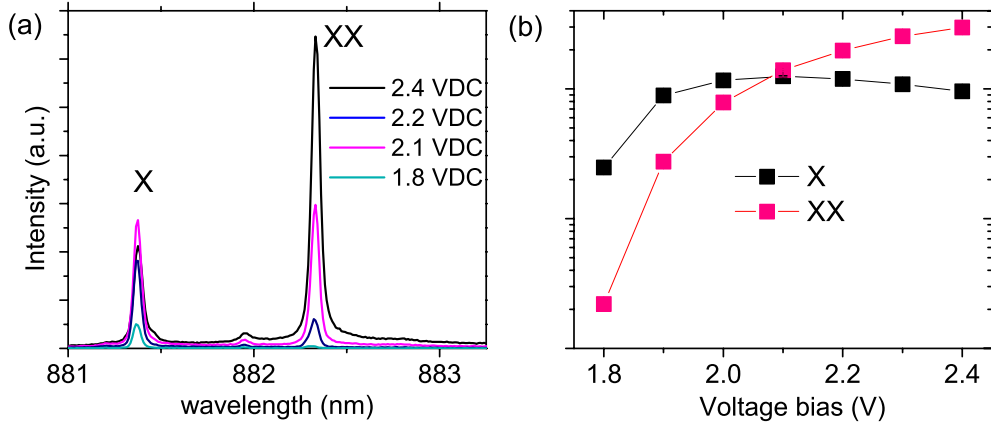 (a)
X
XX
2.4 VDC
2.2 VDC
2.1 VDC
1.8 VDC
Intensity (a.u.)
881
882
883
wavelength (nm)
(b)
X
XX
1.8
2.0
2.2
2.4
Voltage bias (V)